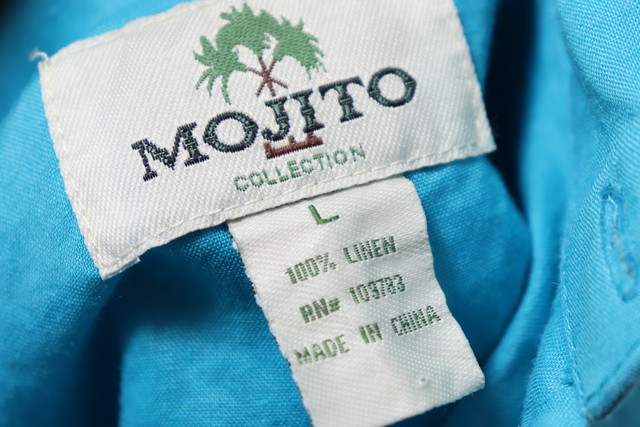 MOJITO
COLLECTION
L
100% LINEN
RN# 109783
MADE IN CHINA